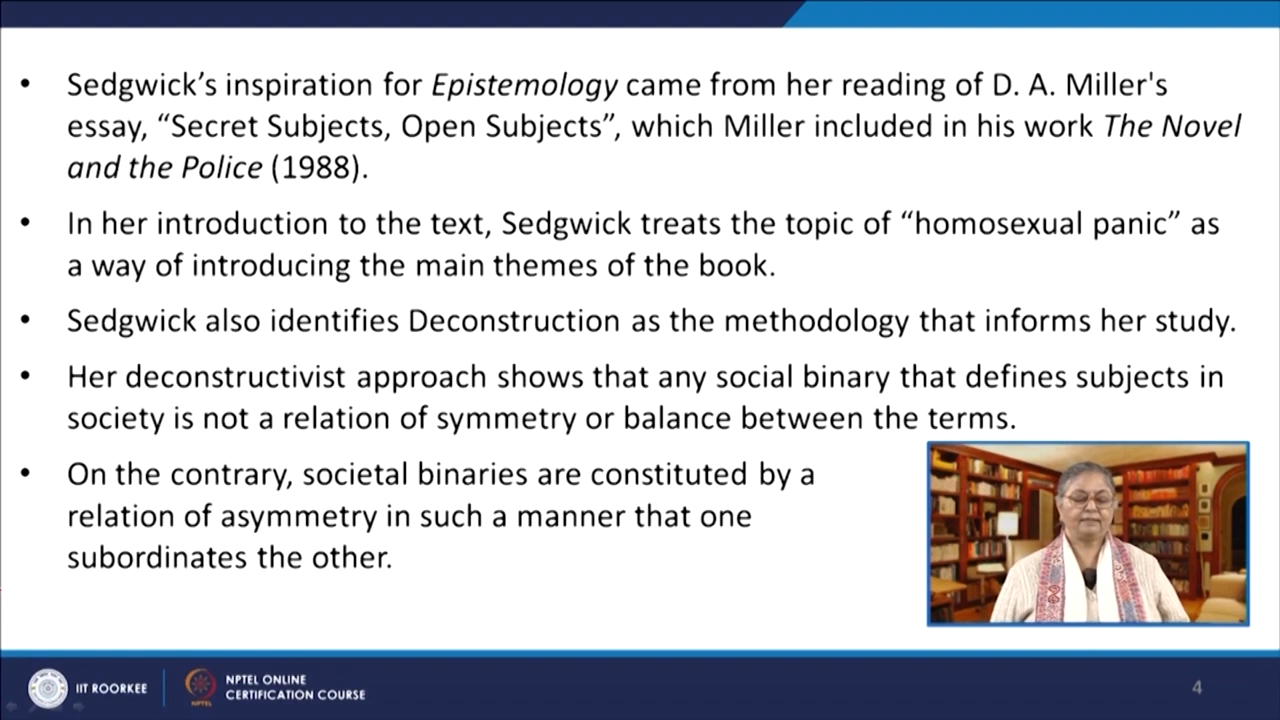 • Sedgwick’s inspiration for Epistemology came from her reading of D. A. Miller's
essay, “Secret Subjects, Open Subjects”, which Miller included in his work The Novel
and the Police (1988).
• In her introduction to the text, Sedgwick treats the topic of “homosexual panic” as
a way of introducing the main themes of the book.
• Sedgwick also identifies Deconstruction as the methodology that informs her study.
• Her deconstructivist approach shows that any social binary that defines subjects in
society is not a relation of symmetry or balance between the terms.
• On the contrary, societal binaries are constituted by a
relation of asymmetry in such a manner that one
subordinates the other.
IIT ROORKEE
NPTEL
NPTEL ONLINE
CERTIFICATION COURSE
4